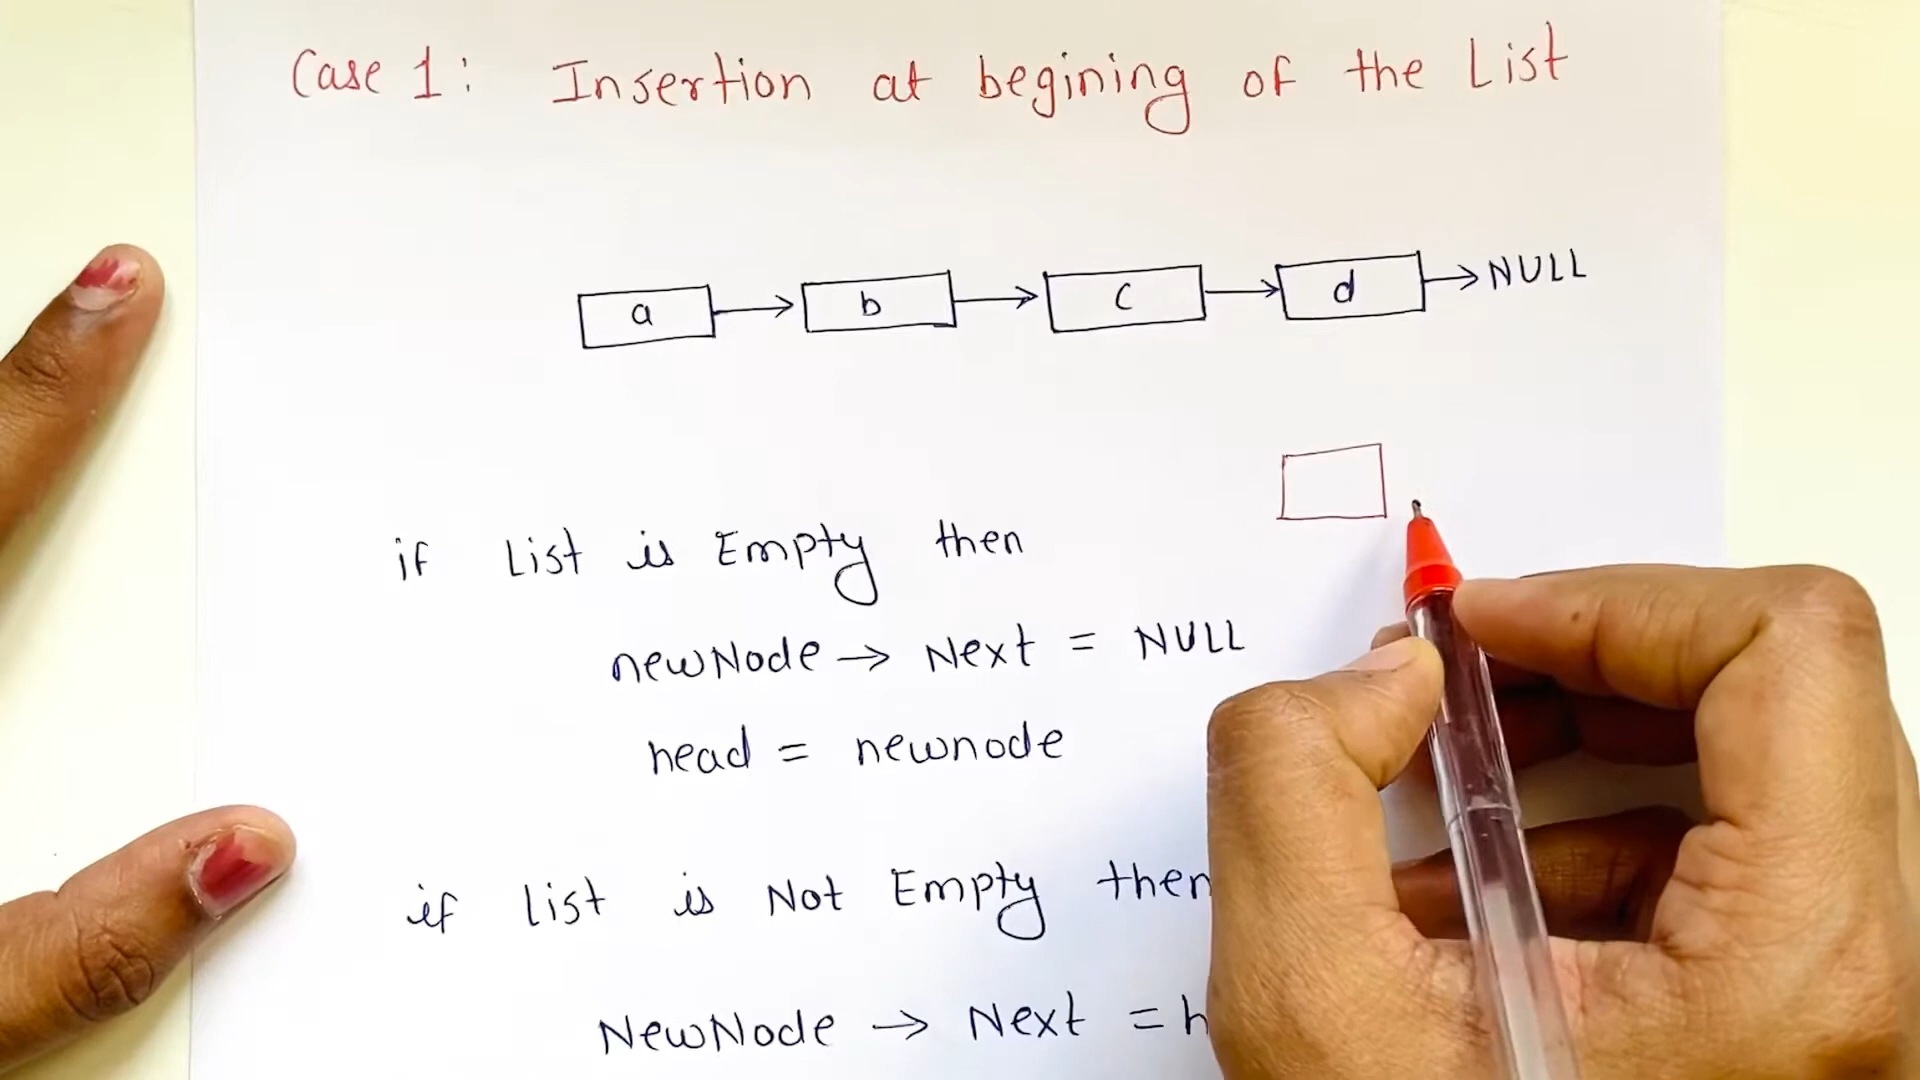 Case 1: Insertion at begining of the List
a → b → c → d → NULL
if List is Empty then
newNode → Next = NULL
head = newnode
if list is Not Empty then
NewNode → Next = h